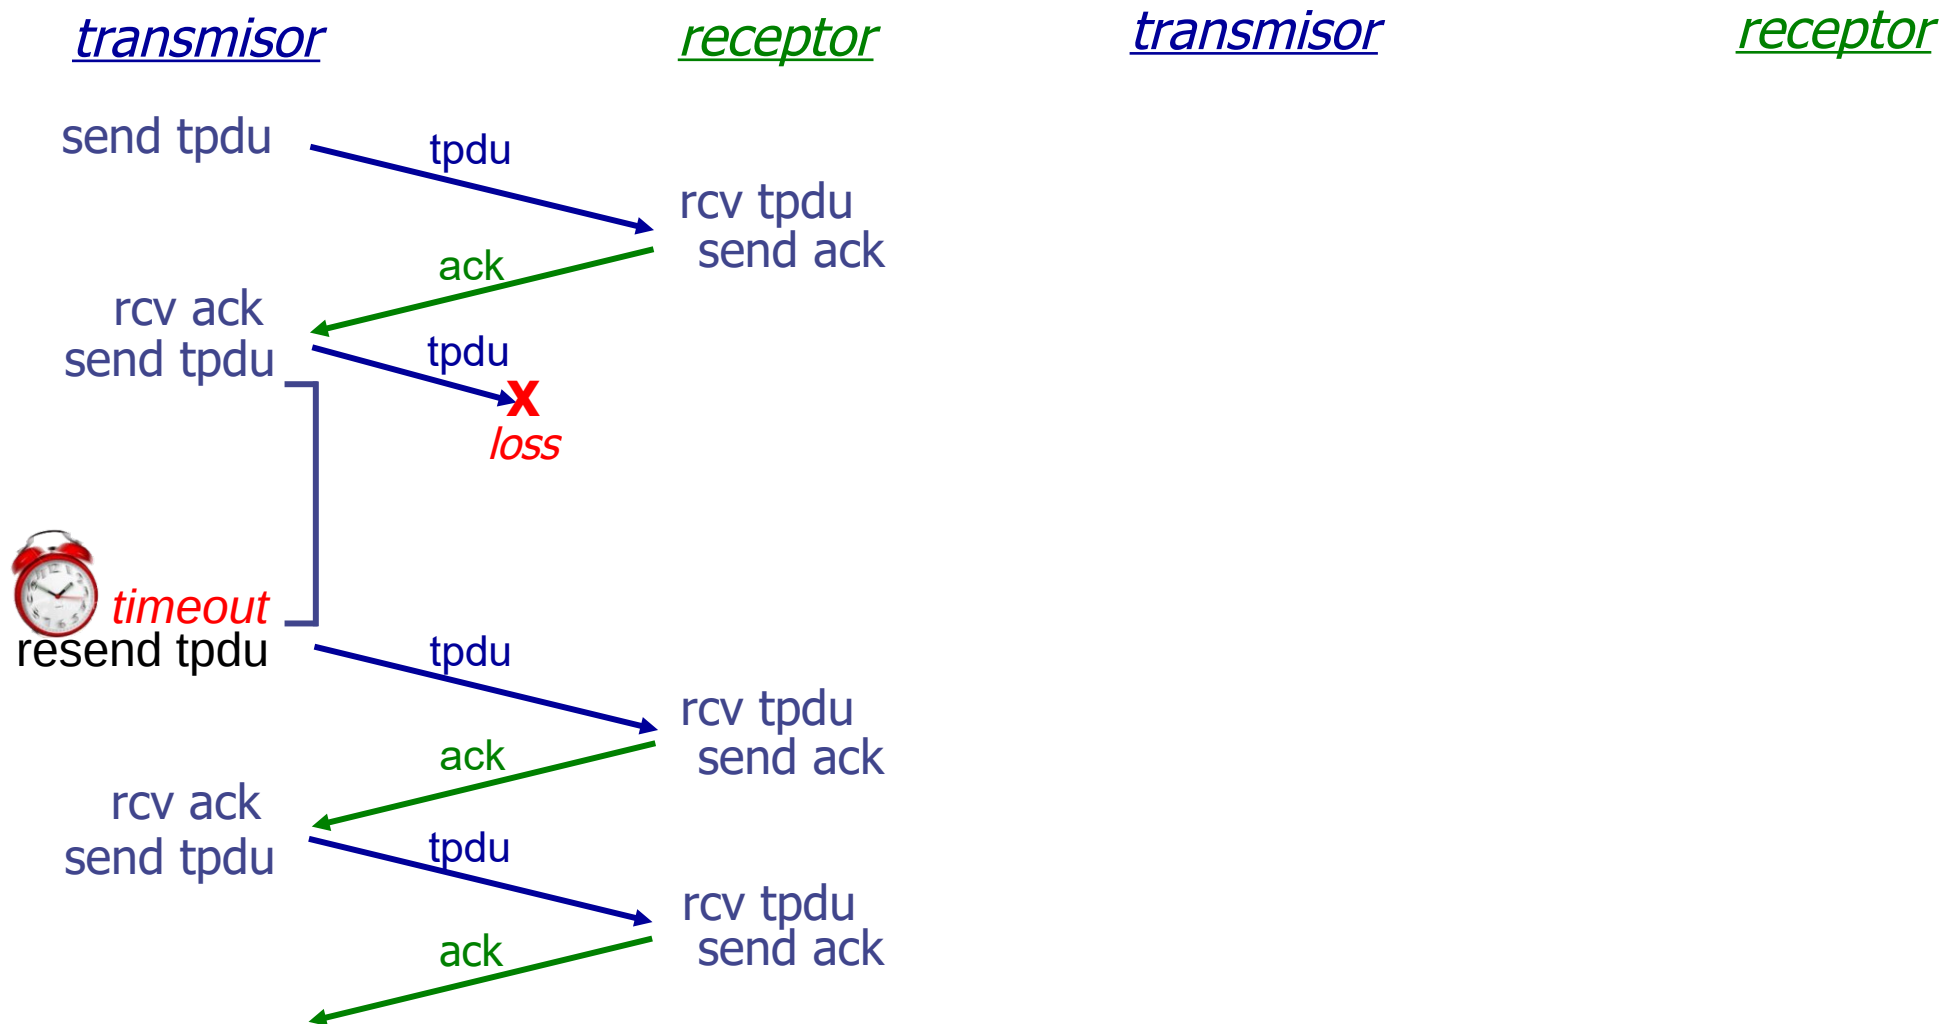 transmisor
receptor
transmisor
receptor
send tpdu
tpdu
rcv tpdu
send ack
ack
rcv ack
send tpdu
tpdu
X
loss
timeout
resend tpdu
tpdu
rcv tpdu
send ack
ack
rcv ack
send tpdu
tpdu
rcv tpdu
send ack
ack